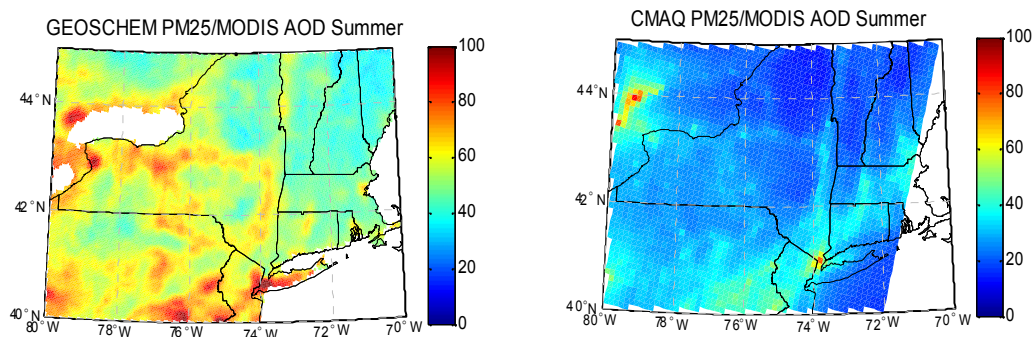 GEOSCHEM PM25/MODIS AOD Summer
100
80
60
40
20
0
44°N
42°N
40°N
80°W
78°W
76°W
74°W
72°W
70°W
CMAQ PM25/MODIS AOD Summer
100
80
60
40
20
0
44°N
42°N
40°N
80°W
78°W
76°W
74°W
72°W
70°W